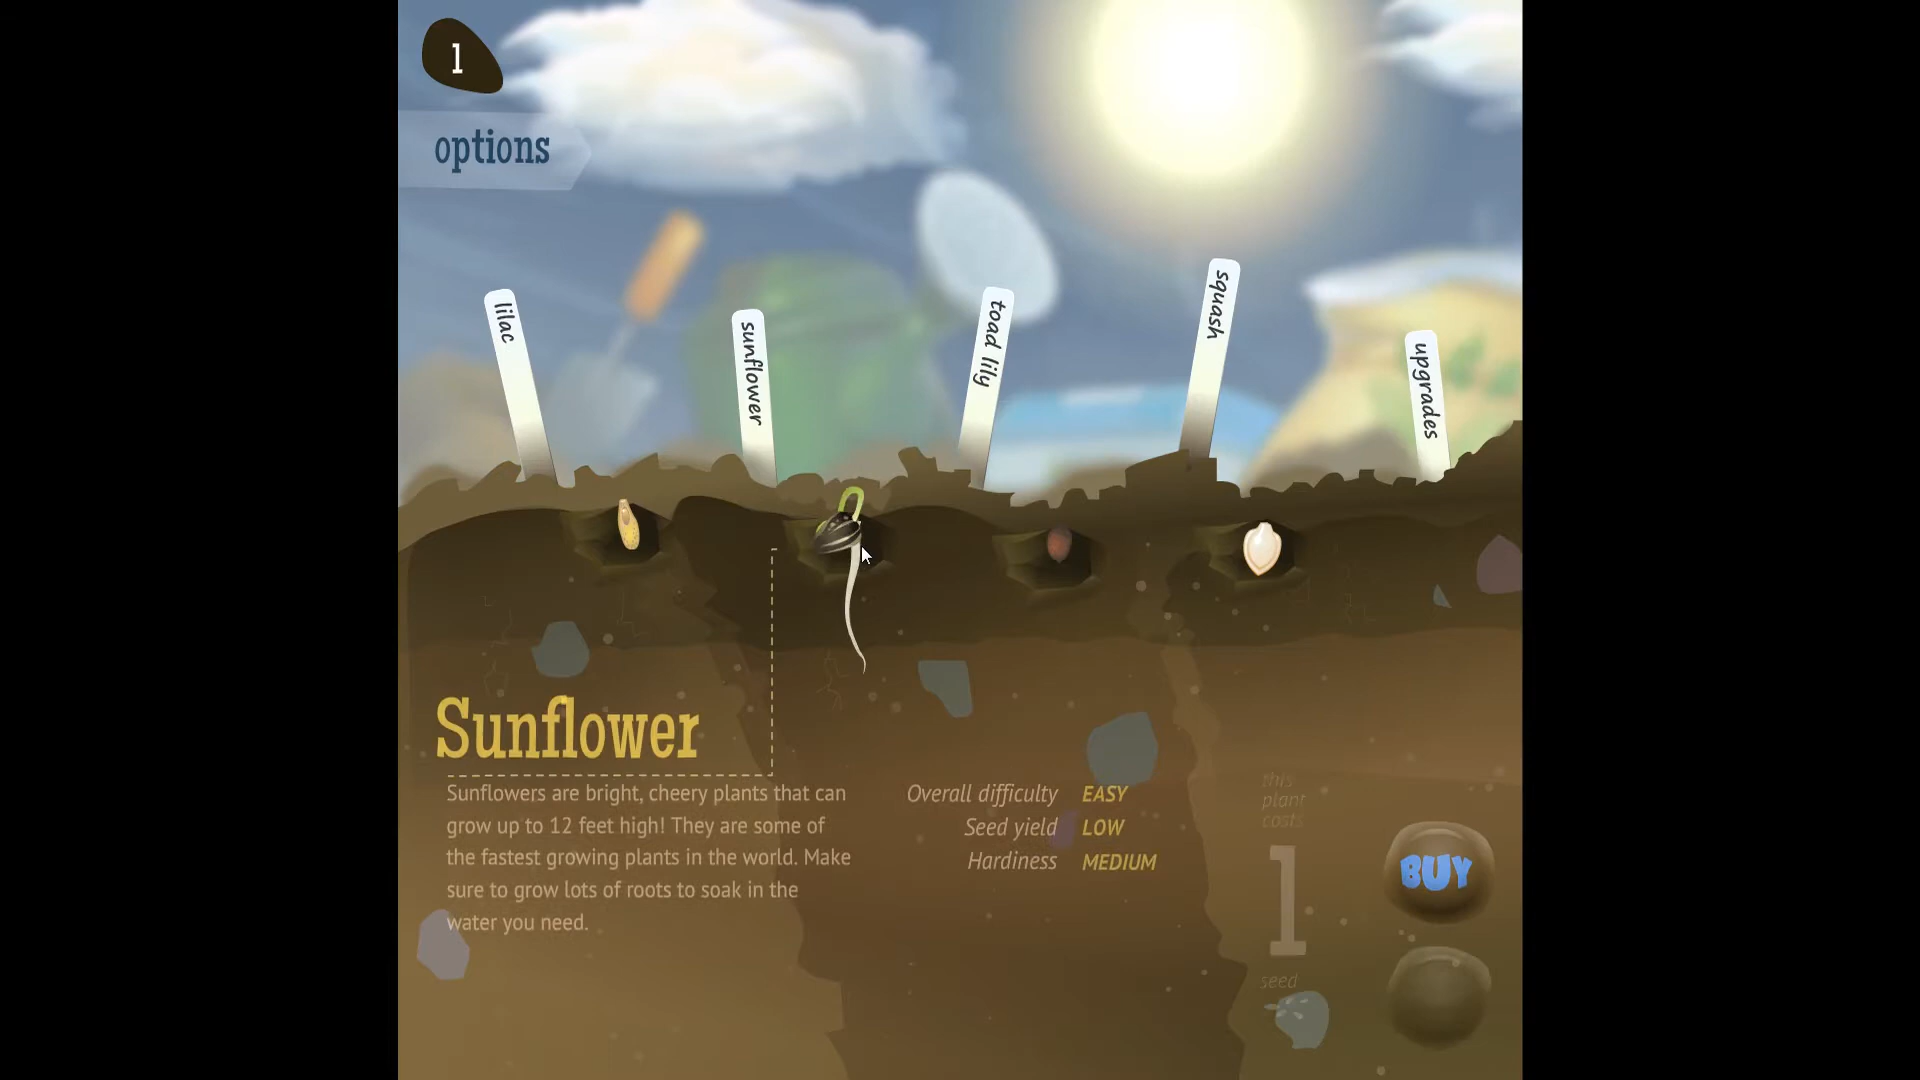 1
options
lilac
sunflower
toad lily
squash
upgrades
Sunflower
Sunflowers are bright, cheery plants that can
grow up to 12 feet high! They are some of
the fastest growing plants in the world. Make
sure to grow lots of roots to soak in the
water you need.
Overall difficulty EASY
Seed yield LOW
Hardiness MEDIUM
this
plant
costs
1
seed
BUY